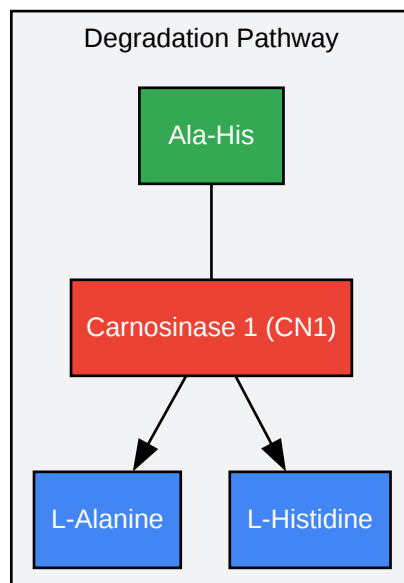 Degradation Pathway
Ala-His
Carnosinase 1 (CN1)
L-Alanine
L-Histidine